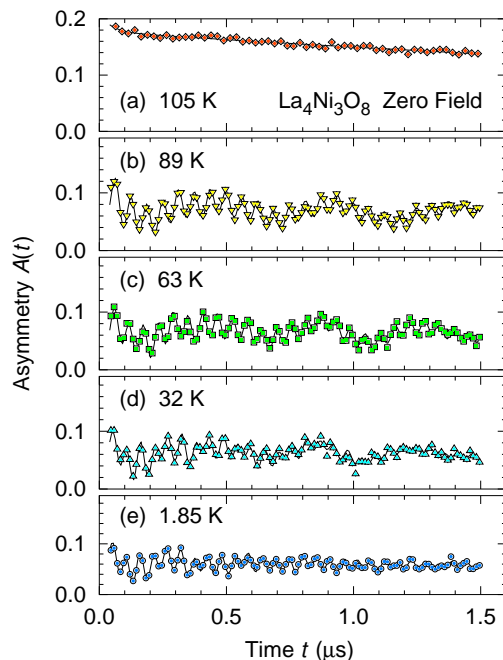 0.2
0.1
(a) 105 K La₄Ni₃O₈ Zero Field
0.0
(b) 89 K
0.1
0.0
(c) 63 K
0.1
0.0
(d) 32 K
0.1
0.0
(e) 1.85 K
0.1
0.0
0.0 0.5 1.0 1.5
Time t (μs)
Asymmetry A(t)